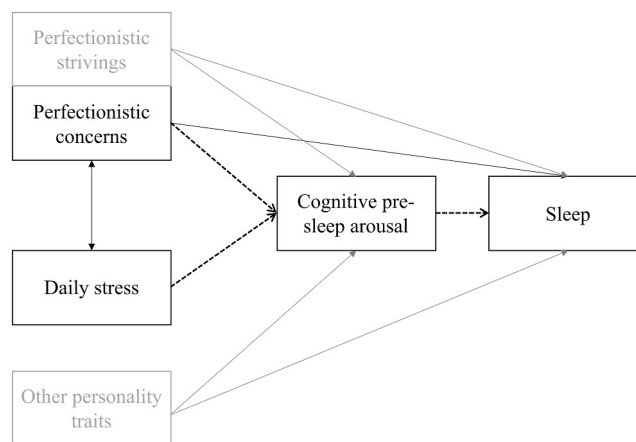 Perfectionistic
strivings
Perfectionistic
concerns
Cognitive pre-
sleep arousal
Sleep
Daily stress
Other personality
traits